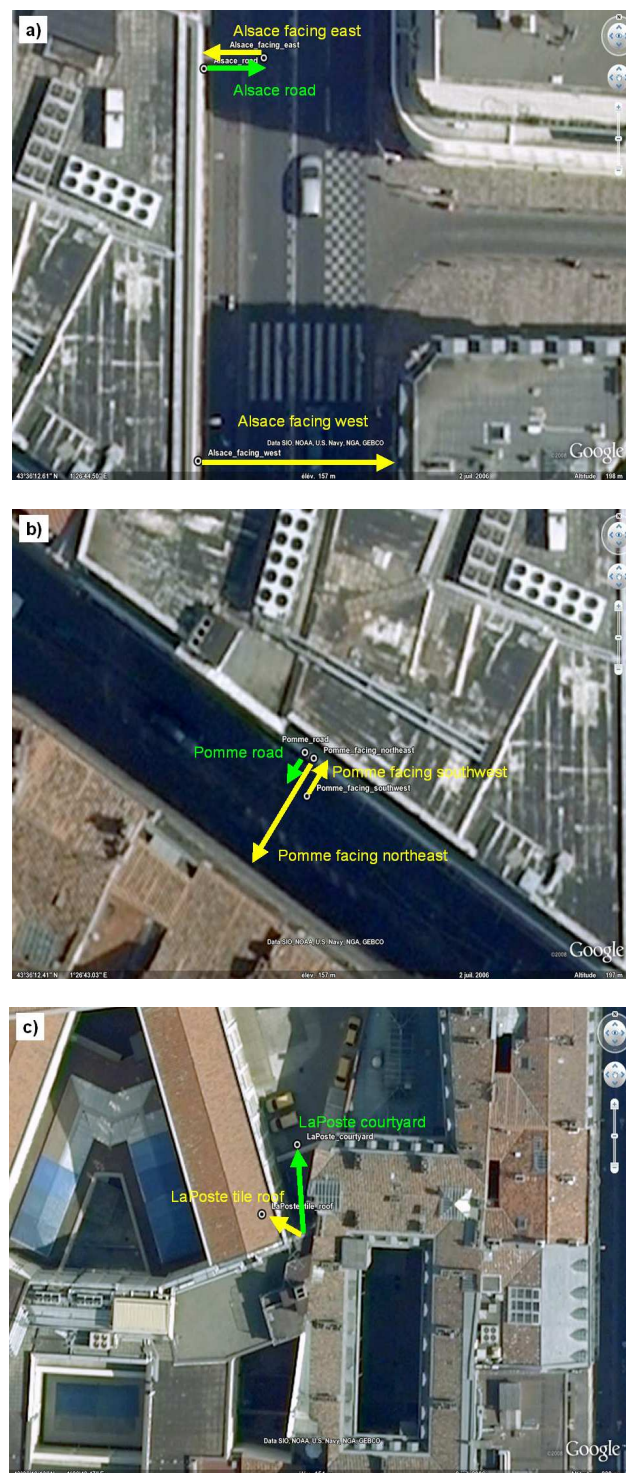 a)
Alsace facing east
Alsace_facing_east
Alsace_road
Alsace road
Alsace facing west
Data SIO, NOAA, U.S. Navy, NGA, GEBCO
Alsace_facing_west
©2008 Google
43°36'12.61" N 1°26'44.50" E élév. 157 m 2 juil. 2006 Altitude 198 m
b)
Pomme_road
Pomme road
Pomme_facing_northeast
Pomme facing southwest
Pomme_facing_southwest
Pomme facing northeast
Data SIO, NOAA, U.S. Navy, NGA, GEBCO
©2008 Google
43°36'12.41" N 1°26'43.03" E élév. 157 m 2 juil. 2006 Altitude 197 m
c)
LaPoste courtyard
LaPoste_courtyard
LaPoste tile roof
LaPoste_tile_roof
Data SIO, NOAA, U.S. Navy, NGA, GEBCO
Google